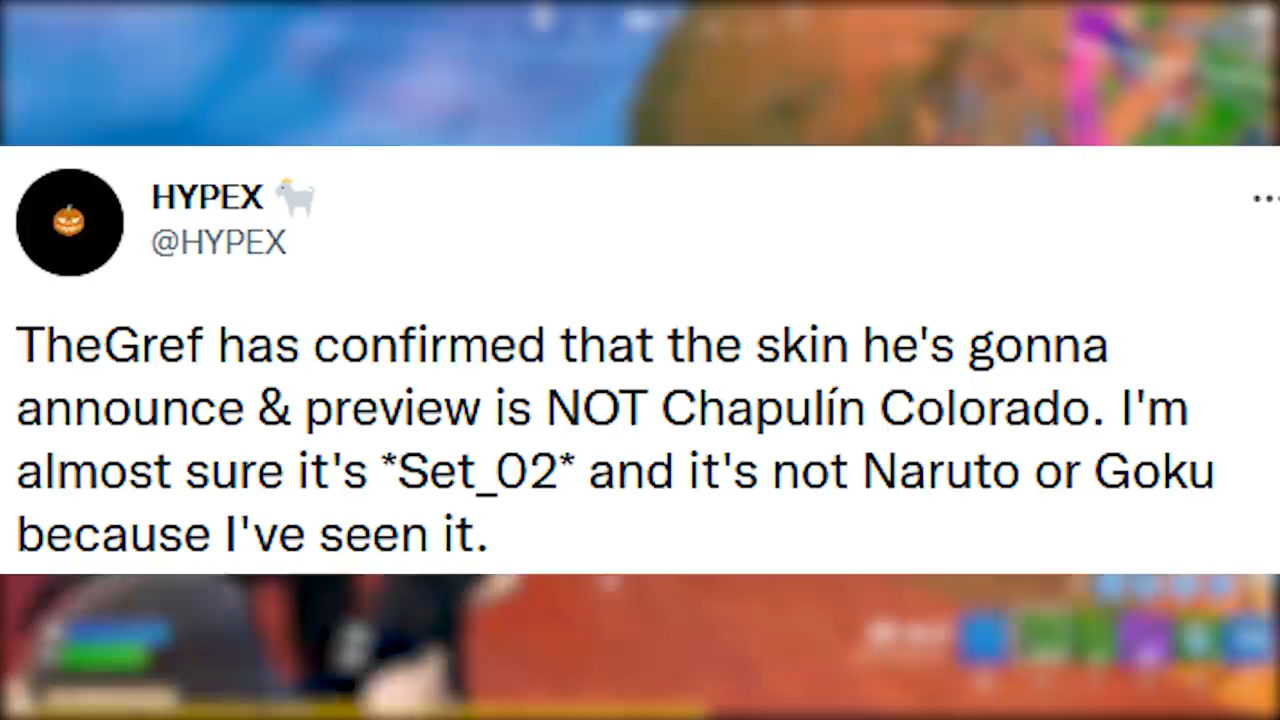 HYPEX 🐐
@HYPEX
TheGref has confirmed that the skin he's gonna
announce & preview is NOT Chapulín Colorado. I'm
almost sure it's *Set_02* and it's not Naruto or Goku
because I've seen it.